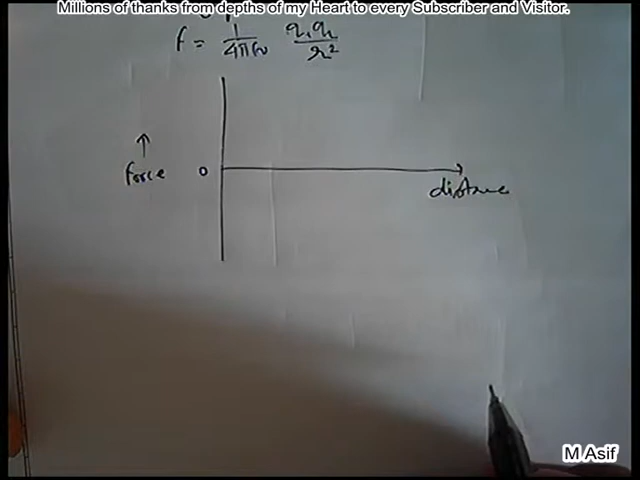 Millions of thanks from depths of my Heart to every Subscriber and Visitor.
F = 1/4πε₀ q₁q₂/r²
force
0
distance
M Asif